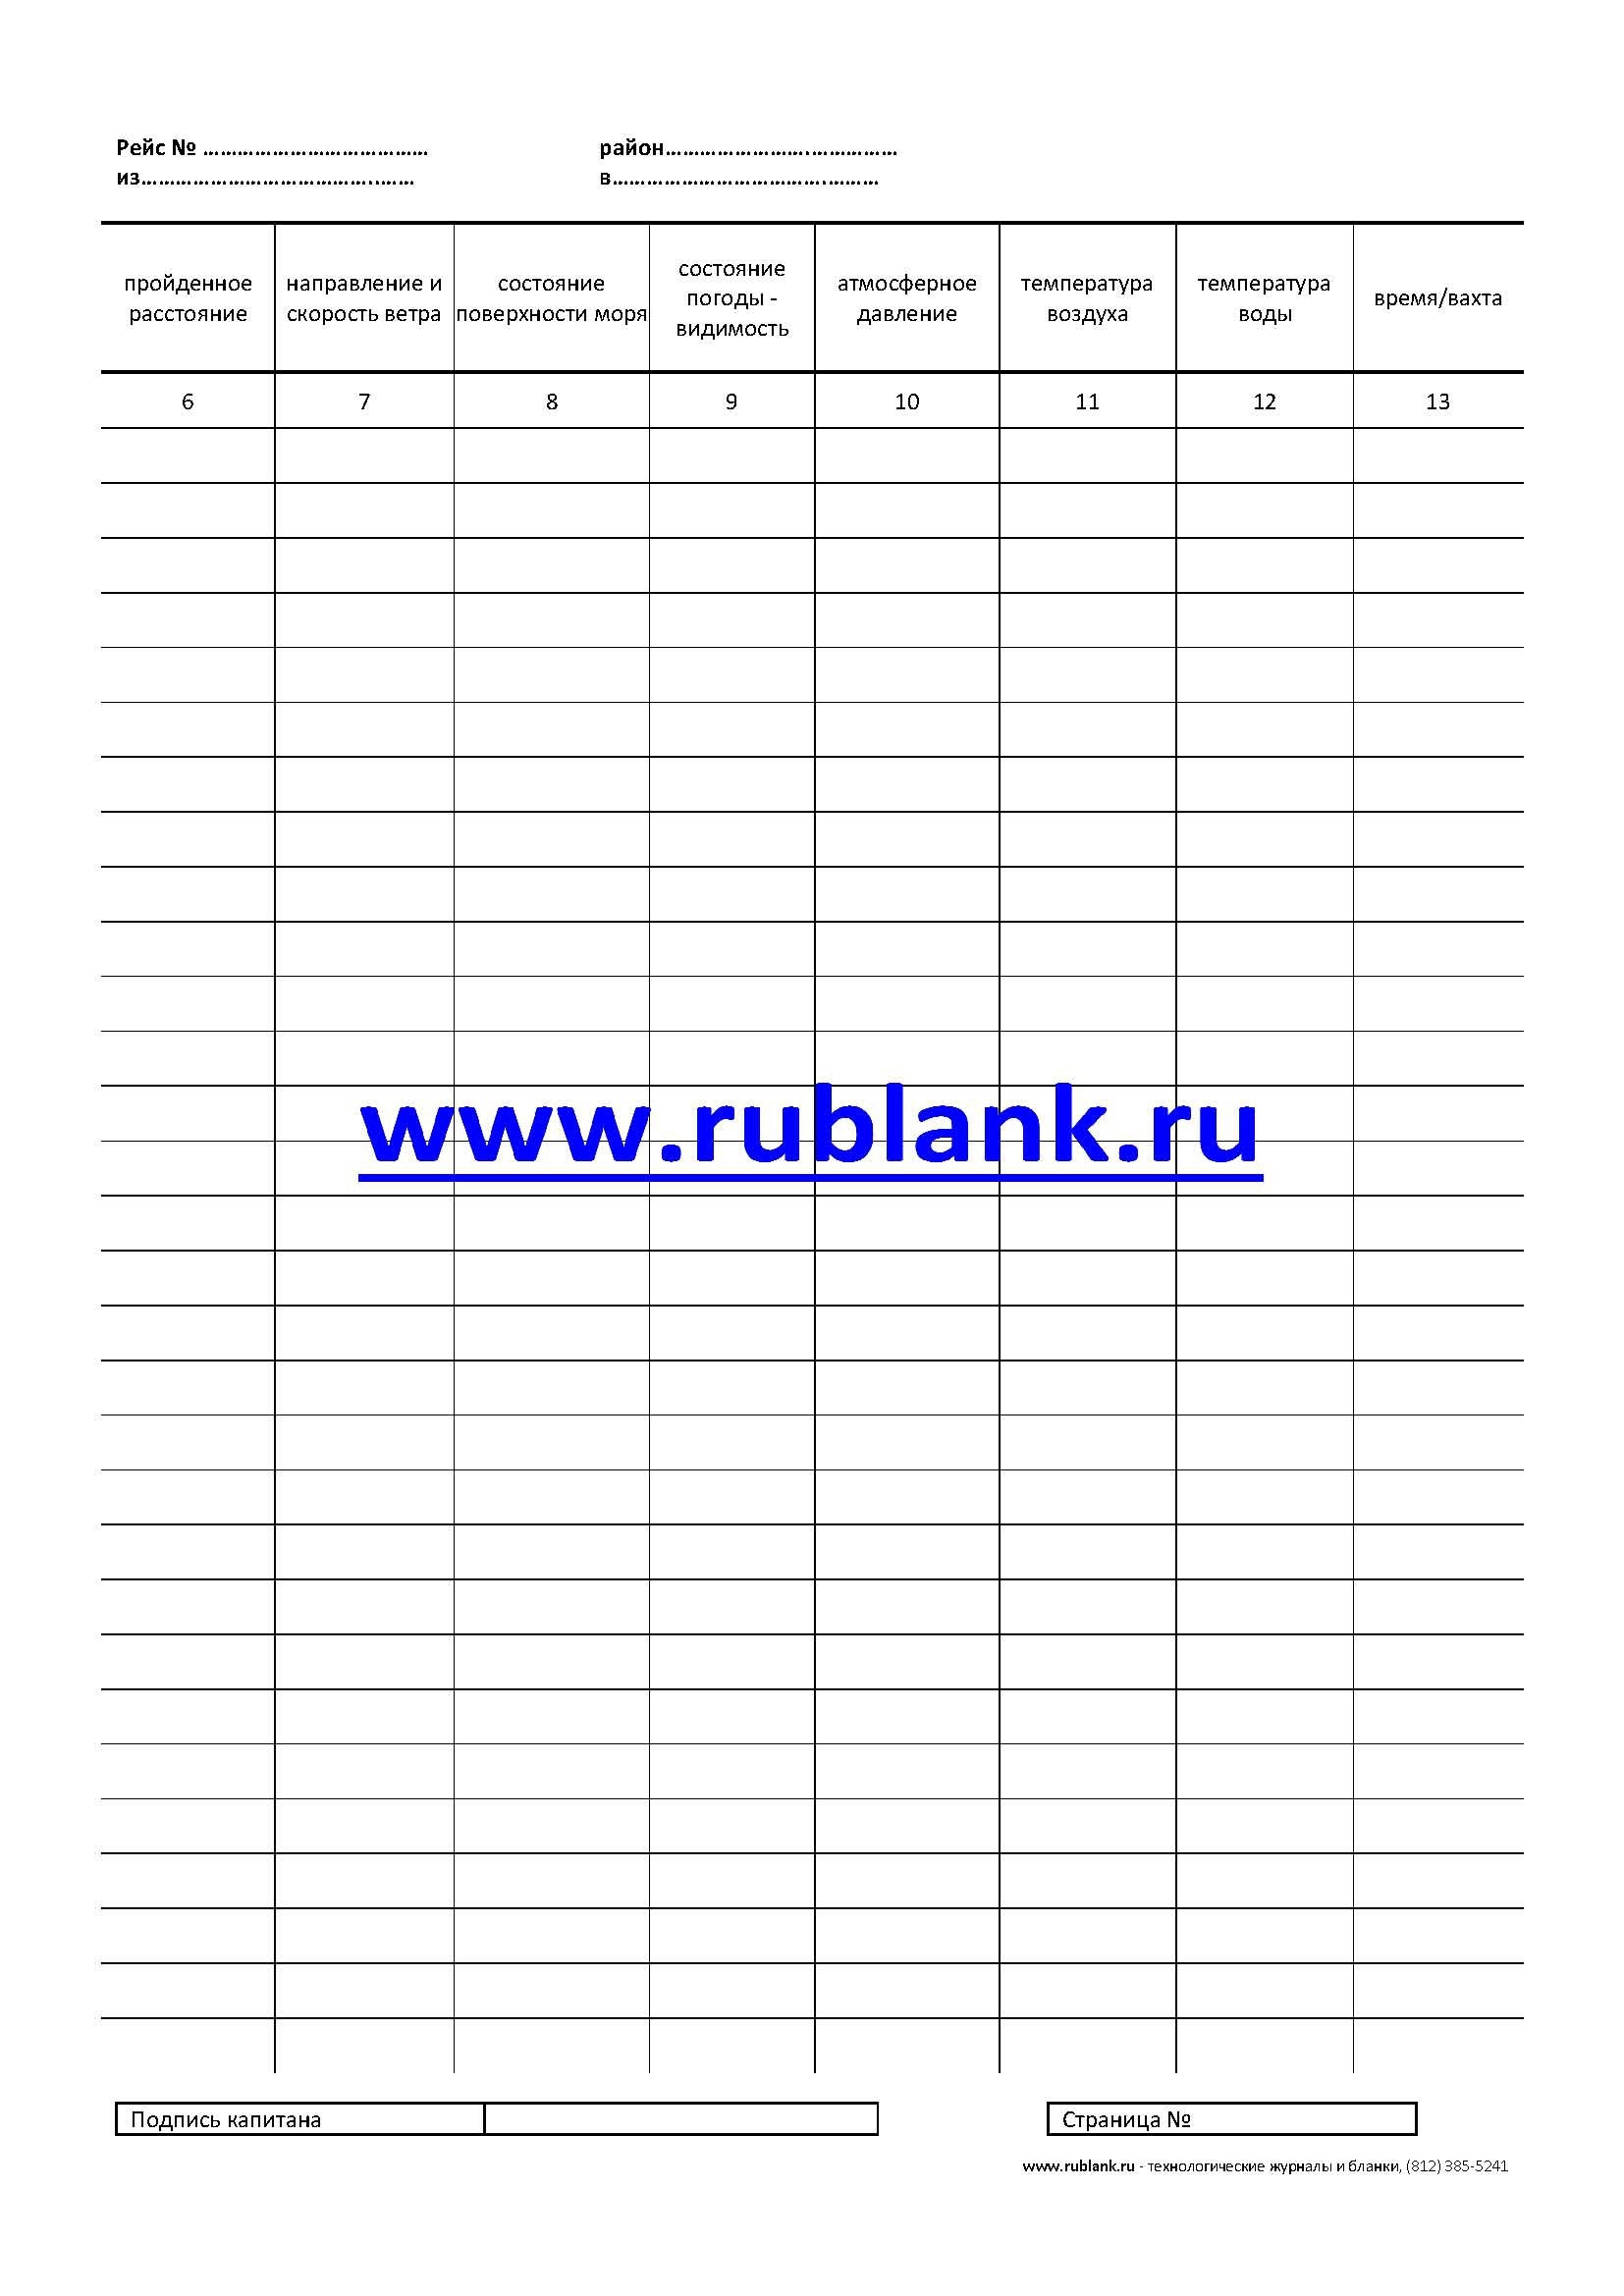 Рейс № ……………………………………
район…………………….……………
из…………………………………..……
в……………………………….………
пройденное расстояние
направление и скорость ветра
состояние поверхности моря
состояние погоды - видимость
атмосферное давление
температура воздуха
температура воды
время/вахта
6 7 8 9 10 11 12 13
www.rublank.ru
Подпись капитана
Страница №
www.rublank.ru - технологические журналы и бланки, (812) 385-5241